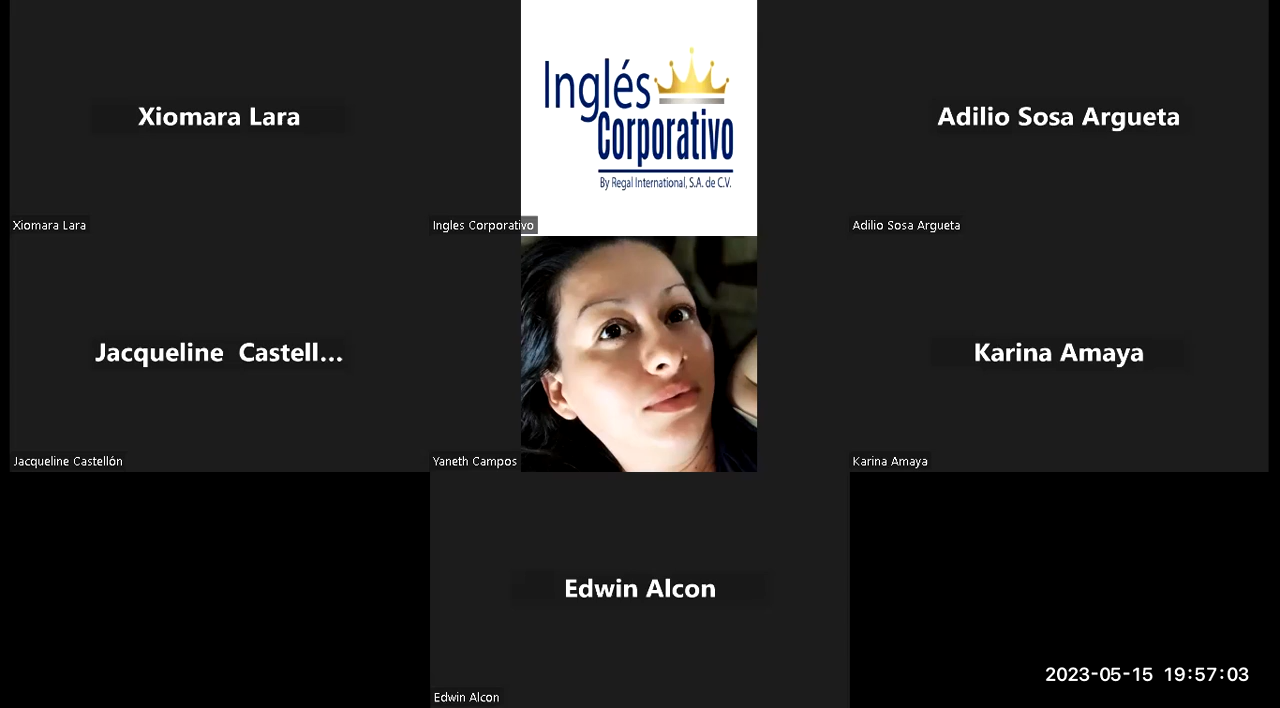 Xiomara Lara
Xiomara Lara
Inglés
Corporativo
By Regal International, S.A. de C.V.
Ingles Corporativo
Adilio Sosa Argueta
Adilio Sosa Argueta
Jacqueline Castell...
Jacqueline Castellón
Yaneth Campos
Karina Amaya
Karina Amaya
Edwin Alcon
Edwin Alcon
2023-05-15 19:57:03